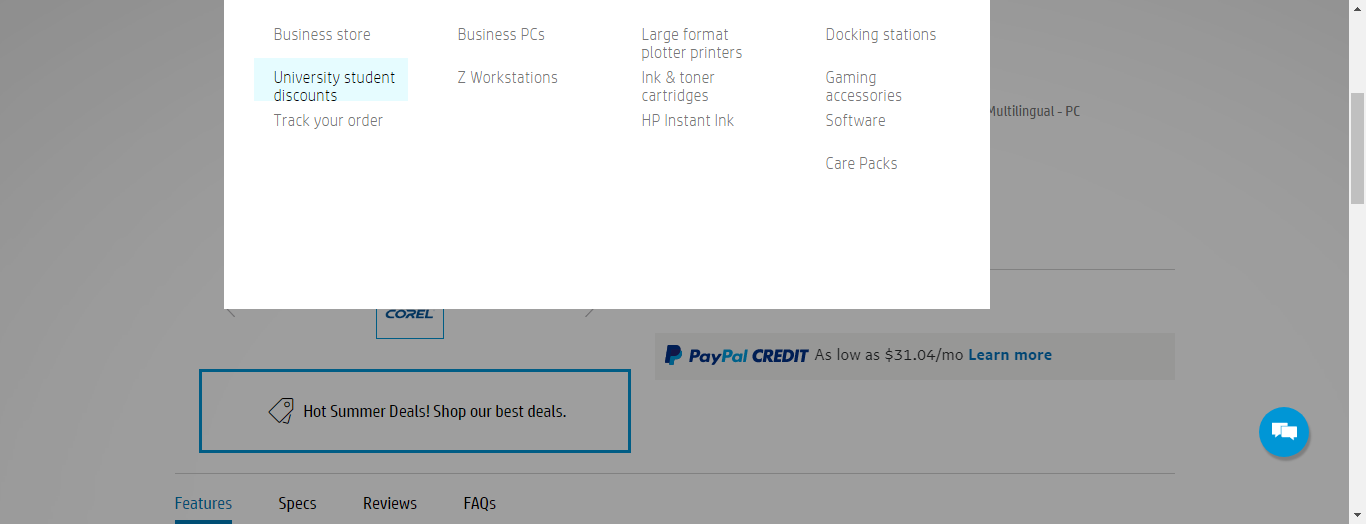 Business store
University student
discounts
Track your order
Business PCs
Z Workstations
Large format
plotter printers
Ink & toner
cartridges
HP Instant Ink
Docking stations
Gaming
accessories
Software
Care Packs
Multilingual - PC
COREL
PayPal CREDIT As low as $31.04/mo Learn more
Hot Summer Deals! Shop our best deals.
Features Specs Reviews FAQs